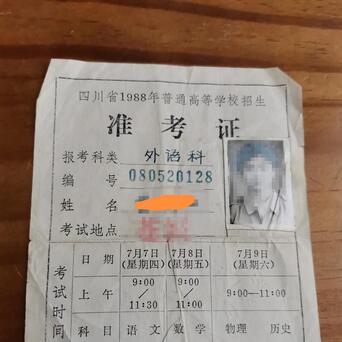 四川省1988年普通高等学校招生
准考证
报考科类 外语科
编号 080520128
姓名
考试地点
考试时间
日期 7月7日(星期四) 7月8日(星期五) 7月9日(星期六)
上午 9:00/11:30 9:00/11:00 9:00—11:00
科目 语文 数学 物理 历史